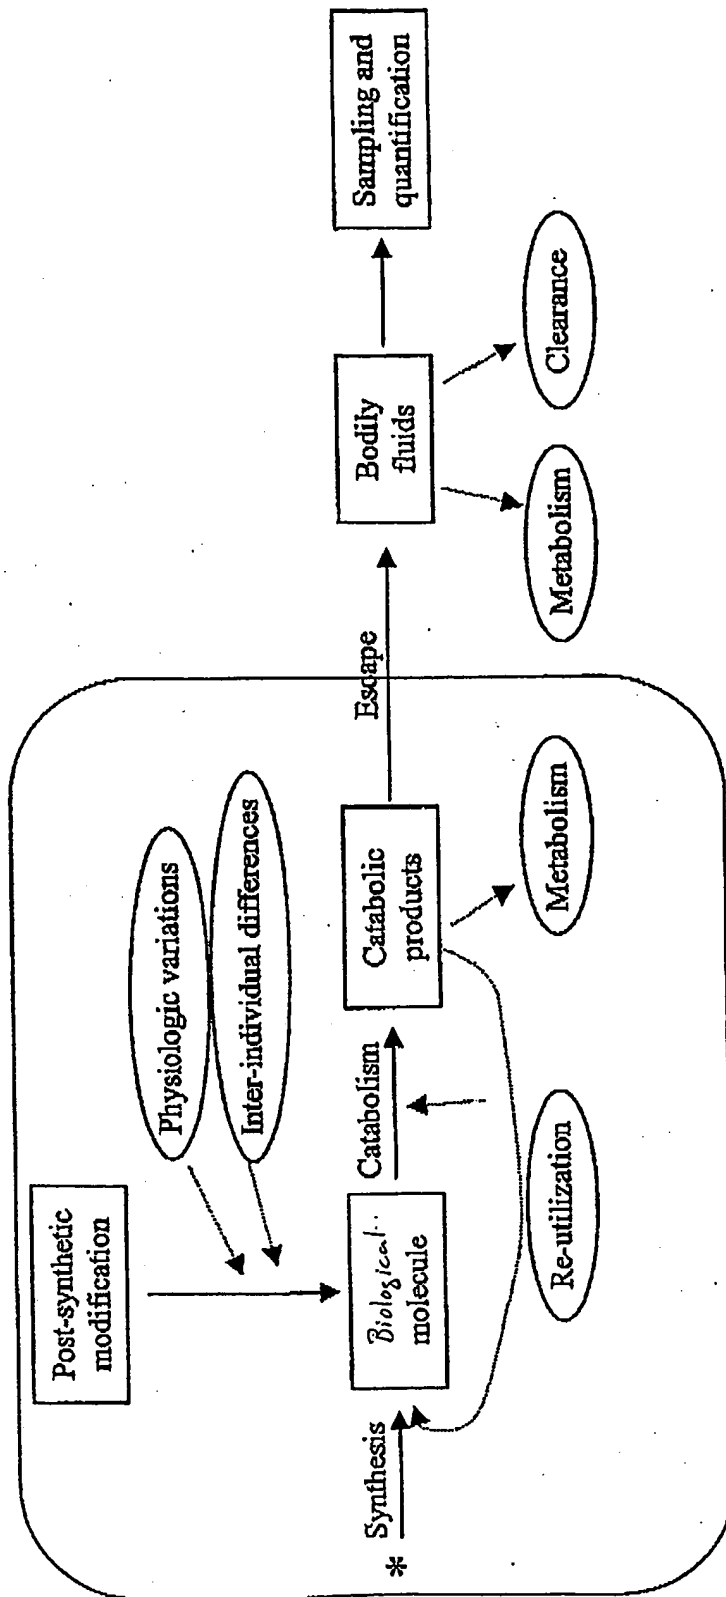 Post-synthetic
modification
Physiologic variations
Inter-individual differences
*
Synthesis
Biological..
molecule
Catabolism
Catabolic
products
Escape
Bodily
fluids
Sampling and
quantification
Re-utilization
Metabolism
Metabolism
Clearance